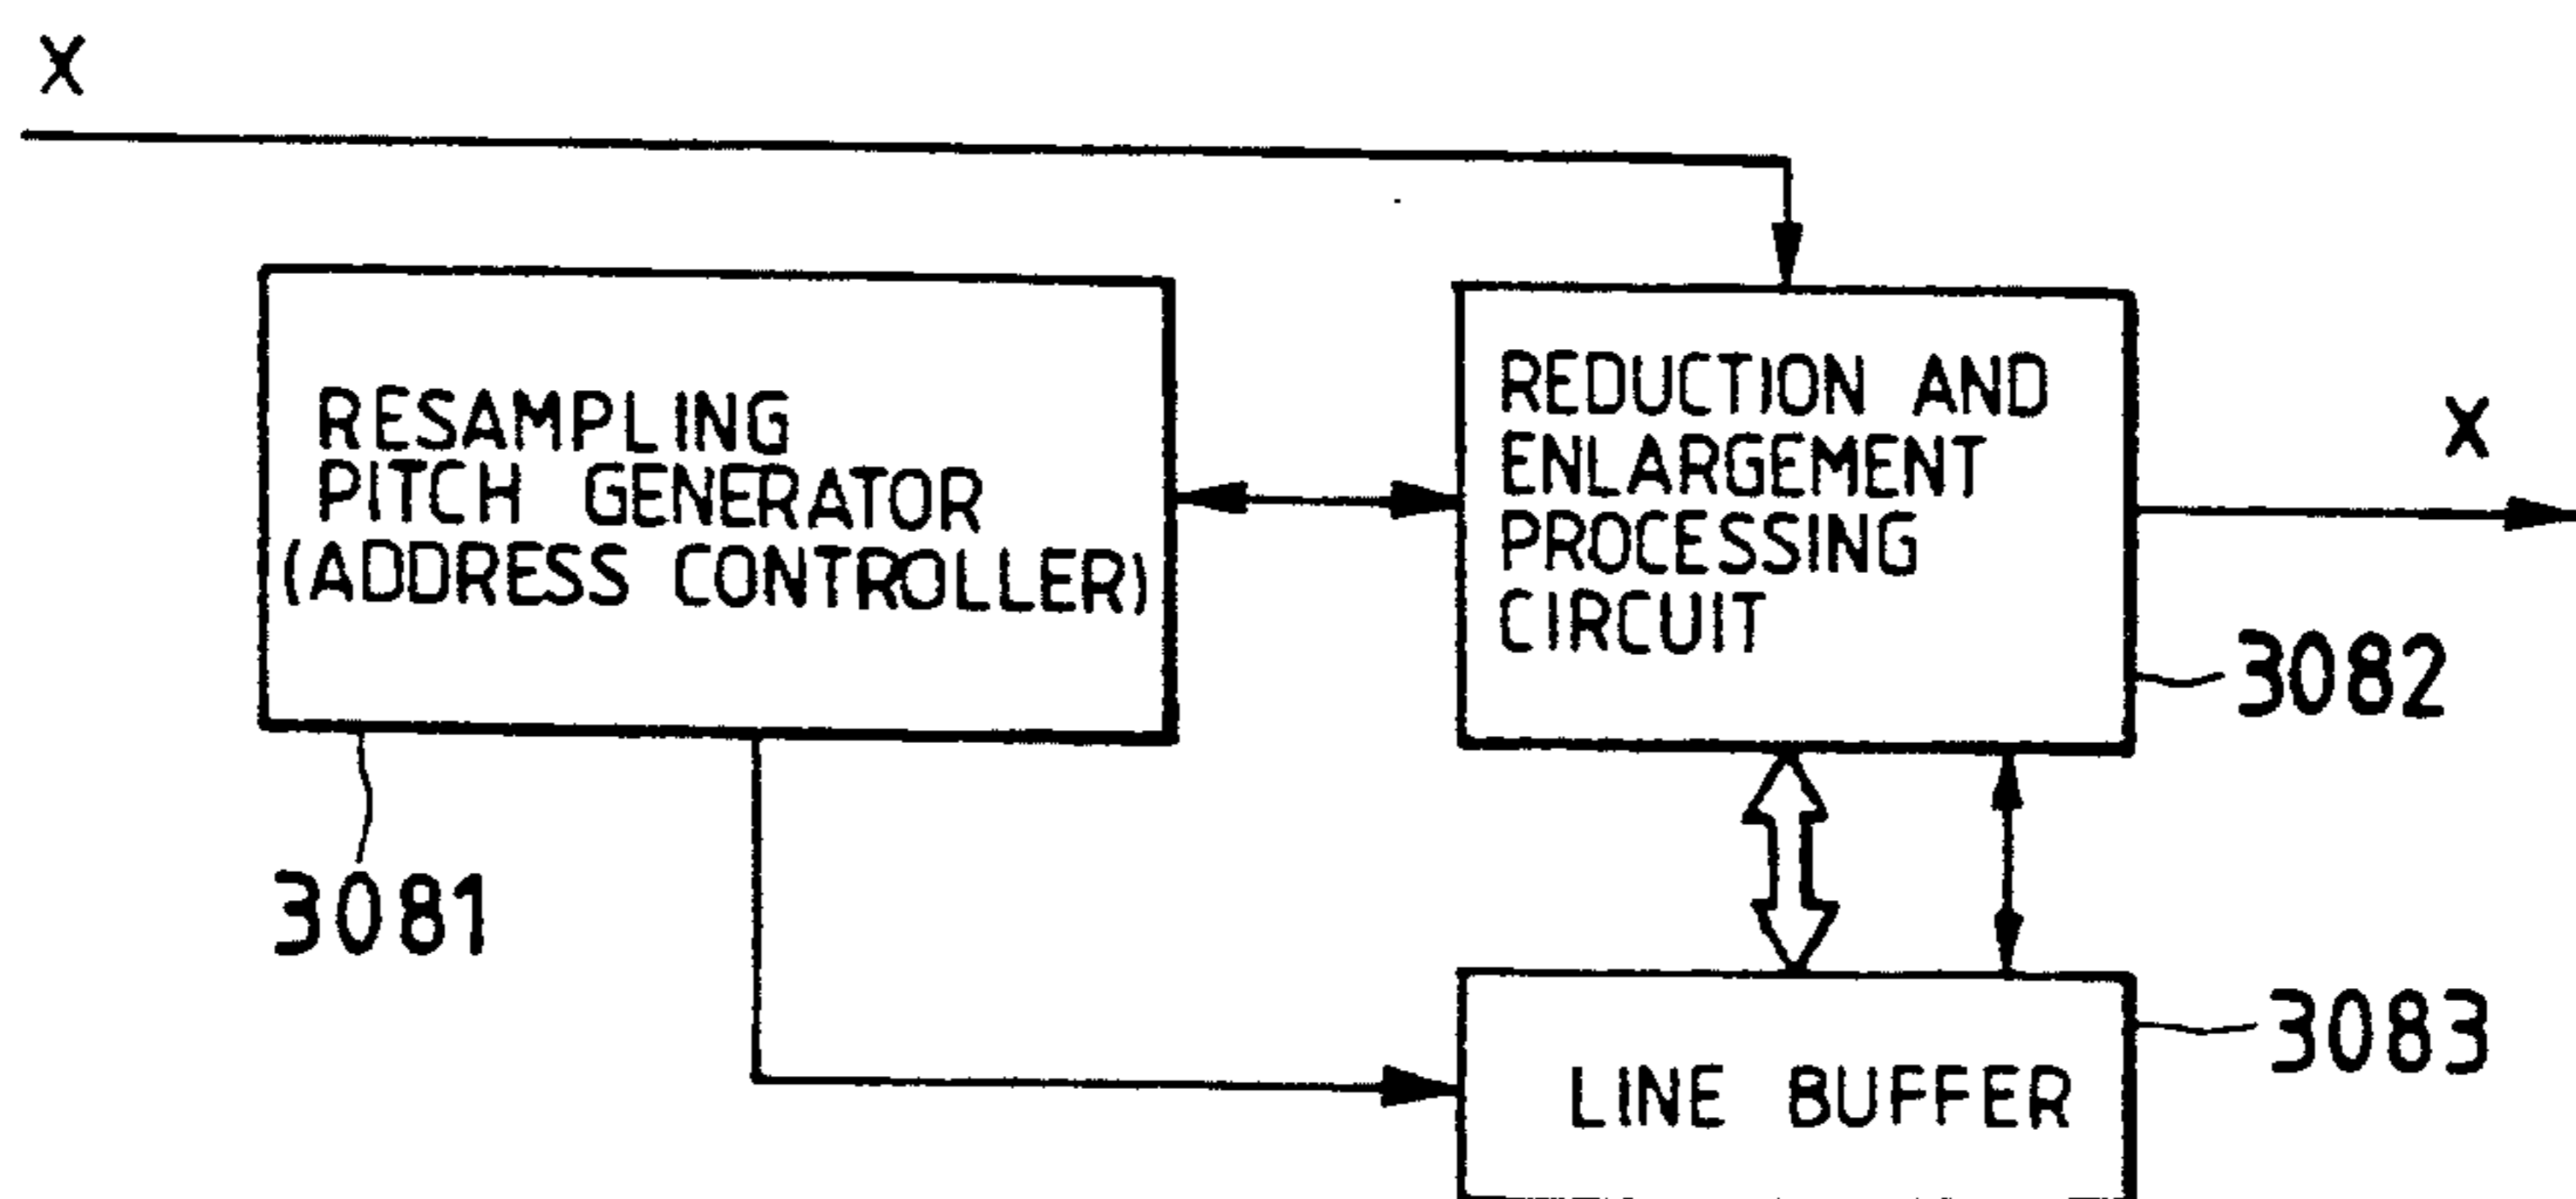 X
RESAMPLING
PITCH GENERATOR
(ADDRESS CONTROLLER)
3081
REDUCTION AND
ENLARGEMENT
PROCESSING
CIRCUIT
3082
X
LINE BUFFER
3083